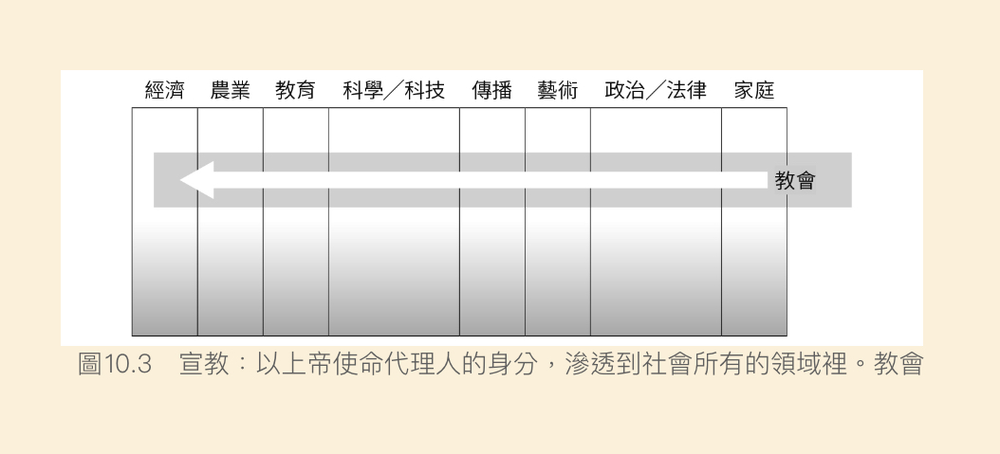 經濟 農業 教育 科學／科技 傳播 藝術 政治／法律 家庭
教會
圖10.3 宣教：以上帝使命代理人的身分，滲透到社會所有的領域裡。教會